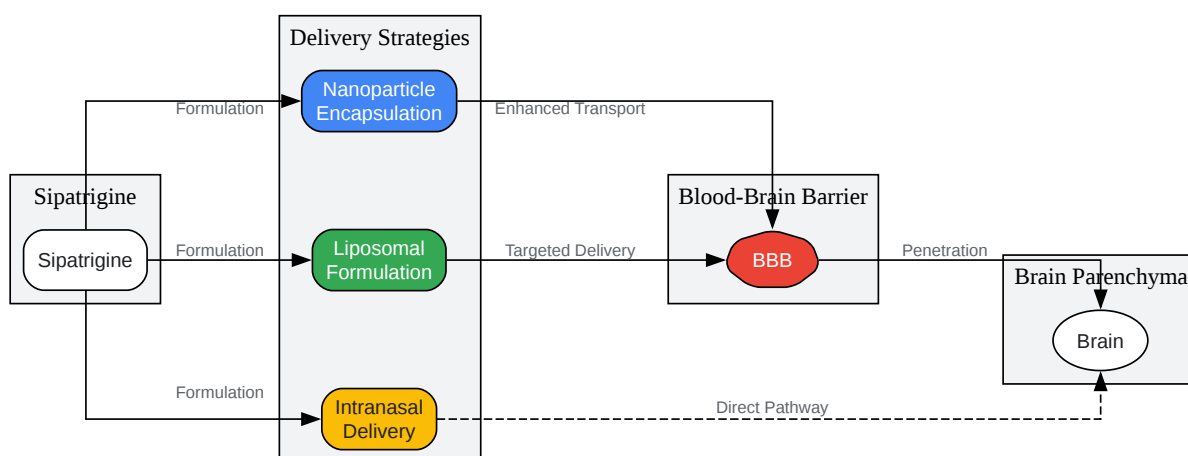 Delivery Strategies
Nanoparticle
Encapsulation
Formulation
Enhanced Transport
Sipatrigine
Blood-Brain Barrier
Sipatrigine
Formulation
Liposomal
Formulation
Targeted Delivery
BBB
Penetration
Brain Parenchyma
Brain
Formulation
Intranasal
Delivery
Direct Pathway